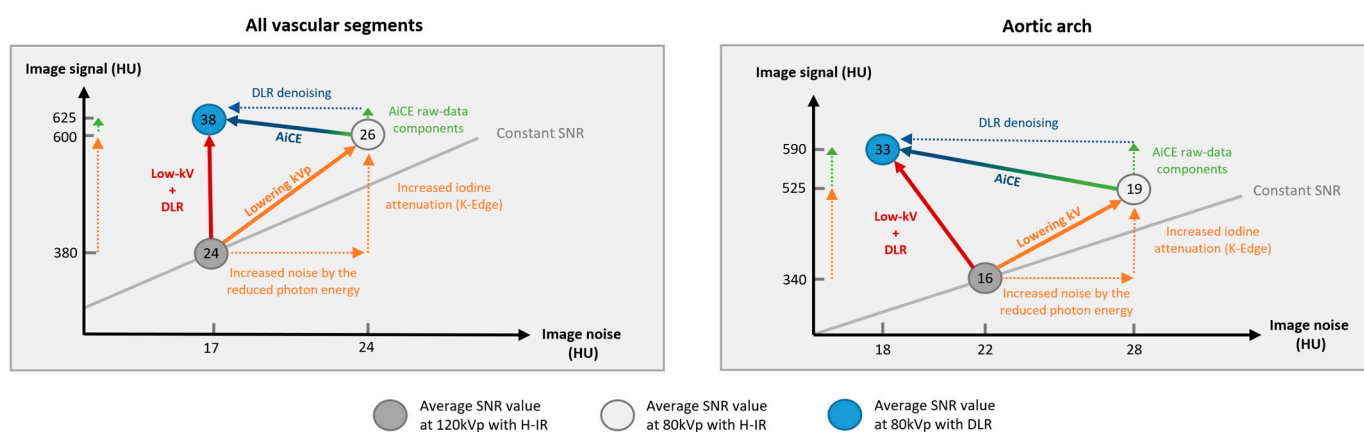 All vascular segments
Image signal (HU)
625
600
380
DLR denoising
38
26
AiCE
AiCE raw-data
components
Constant SNR
Low-kV
+
DLR
Lowering kVp
Increased iodine
attenuation (K-Edge)
24
Increased noise by the
reduced photon energy
17
24
Image noise
(HU)
Aortic arch
Image signal (HU)
590
525
340
DLR denoising
33
19
AiCE
AiCE raw-data
components
Constant SNR
Low-kV
+
DLR
Lowering kV
Increased iodine
attenuation (K-Edge)
16
Increased noise by the
reduced photon energy
18
22
28
Image noise
(HU)
Average SNR value
at 120kVp with H-IR
Average SNR value
at 80kVp with H-IR
Average SNR value
at 80kVp with DLR